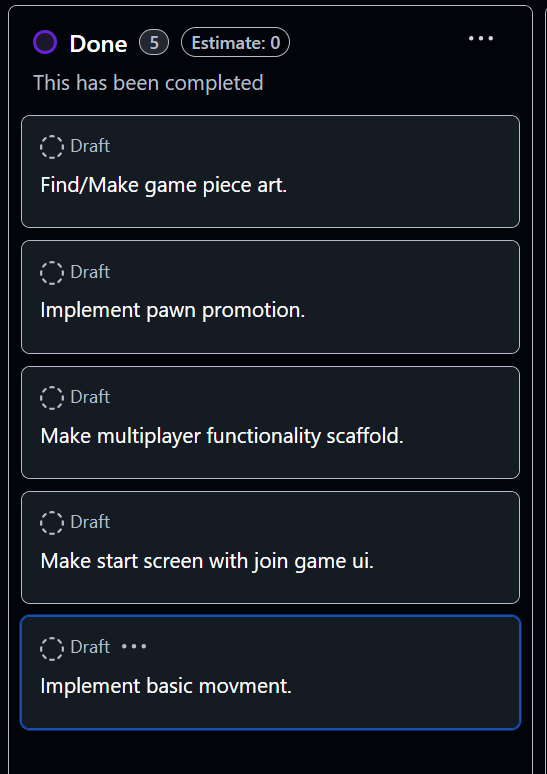 Done 5 Estimate: 0
This has been completed
Draft
Find/Make game piece art.
Draft
Implement pawn promotion.
Draft
Make multiplayer functionality scaffold.
Draft
Make start screen with join game ui.
Draft
Implement basic movment.